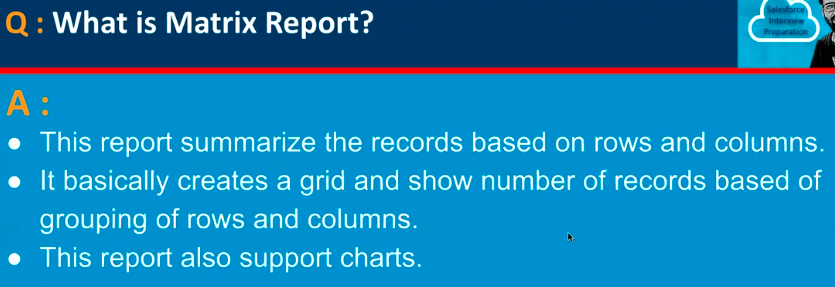 Q : What is Matrix Report?
Salesforce
Interview
Preparation
A :
● This report summarize the records based on rows and columns.
● It basically creates a grid and show number of records based of
grouping of rows and columns.
● This report also support charts.